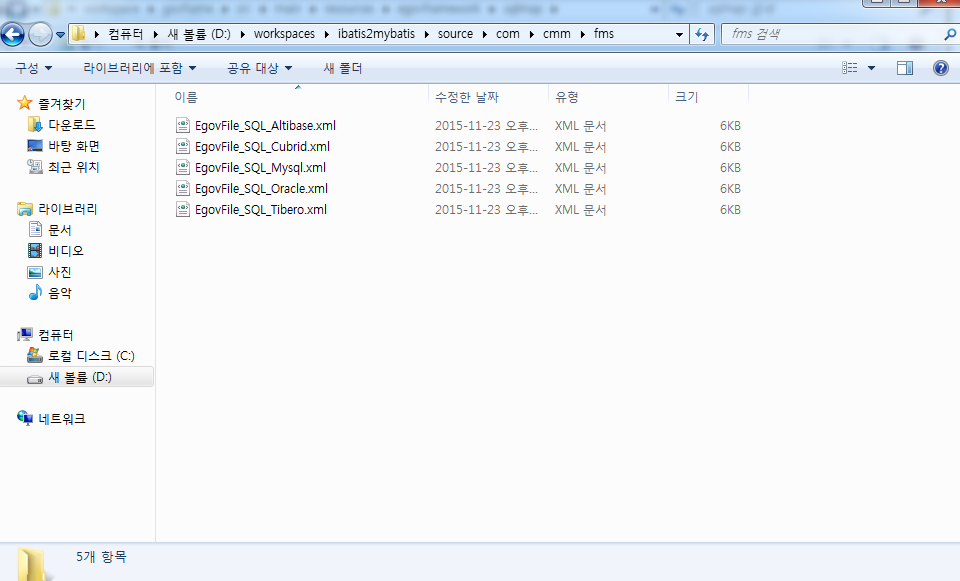 컴퓨터 새 볼륨 (D:) workspaces ibatis2mybatis source com cmm fms fms 검색
구성 라이브러리에 포함 공유 대상 새 폴더
즐겨찾기
다운로드
바탕 화면
최근 위치
라이브러리
문서
비디오
사진
음악
컴퓨터
로컬 디스크 (C:)
새 볼륨 (D:)
네트워크
이름 수정한 날짜 유형 크기
EgovFile_SQL_Altibase.xml 2015-11-23 오후... XML 문서 6KB
EgovFile_SQL_Cubrid.xml 2015-11-23 오후... XML 문서 6KB
EgovFile_SQL_Mysql.xml 2015-11-23 오후... XML 문서 6KB
EgovFile_SQL_Oracle.xml 2015-11-23 오후... XML 문서 6KB
EgovFile_SQL_Tibero.xml 2015-11-23 오후... XML 문서 6KB
5개 항목